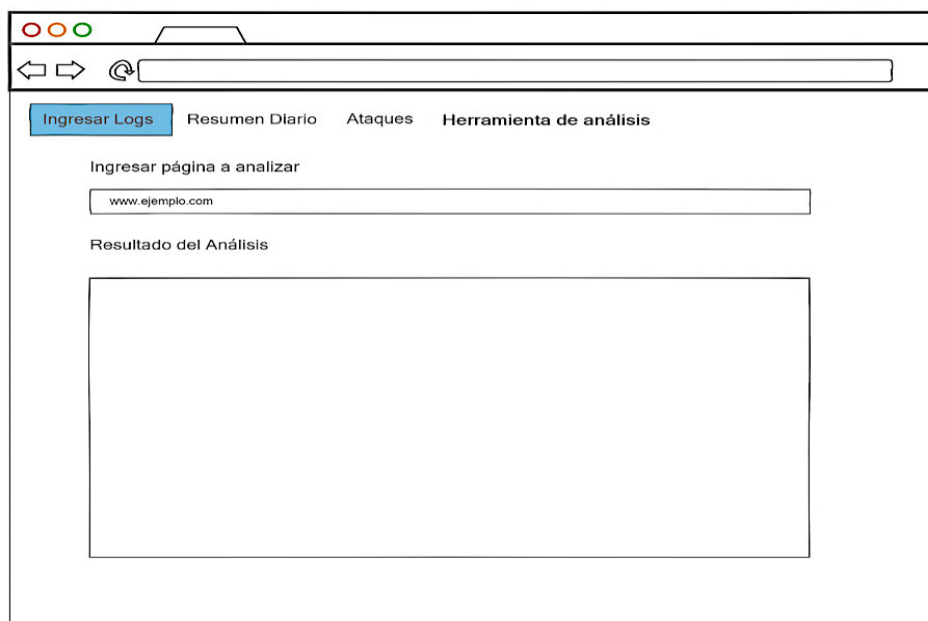 Ingresar Logs Resumen Diario Ataques Herramienta de análisis
Ingresar página a analizar
www.ejemplo.com
Resultado del Análisis